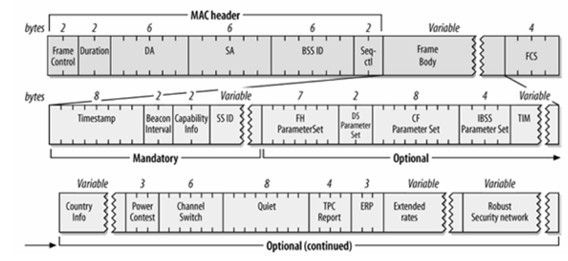 MAC header
bytes 2 2 6 6 6 2 Variable 4
Frame Control Duration DA SA BSS ID Seq-ctl Frame Body FCS
bytes 8 2 2 Variable 7 2 8 4 Variable
Timestamp Beacon Interval Capability Info SS ID FH ParameterSet DS Parameter Set CF Parameter Set IBSS Parameter Set TIM
Mandatory Optional
Variable 3 6 8 4 3 Variable Variable
Country Info Power Contest Channel Switch Quiet TPC Report ERP Extended rates Robust Security network
Optional (continued)